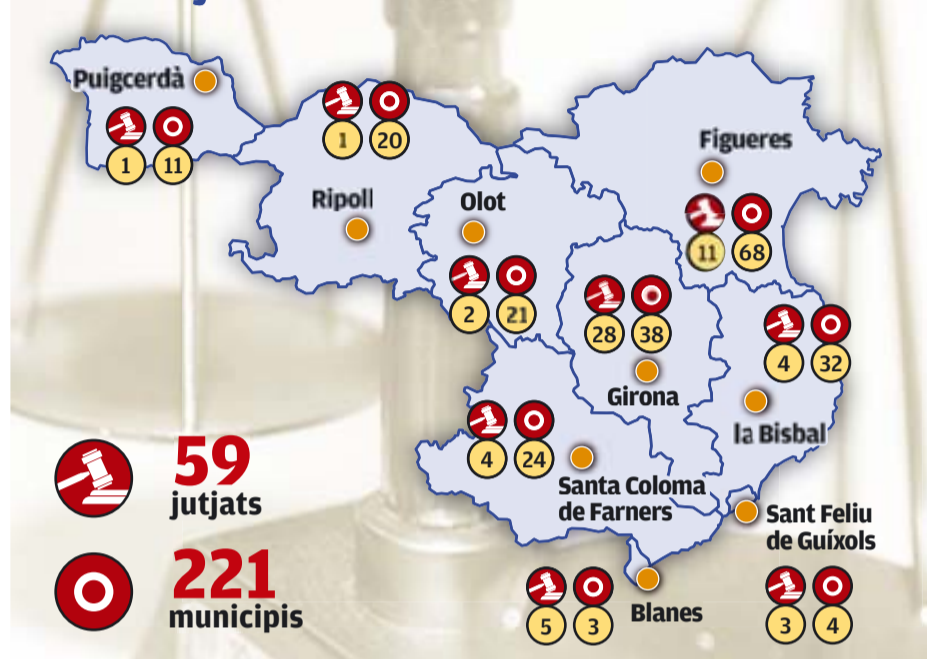 Puigcerdà
1 11
1 20
Ripoll
Olot
2 21
Figueres
11 68
28 38
Girona
4 32
la Bisbal
4 24
Santa Coloma
de Farners
Sant Feliu
de Guíxols
3 4
Blanes
5 3
59
jutjats
221
municipis